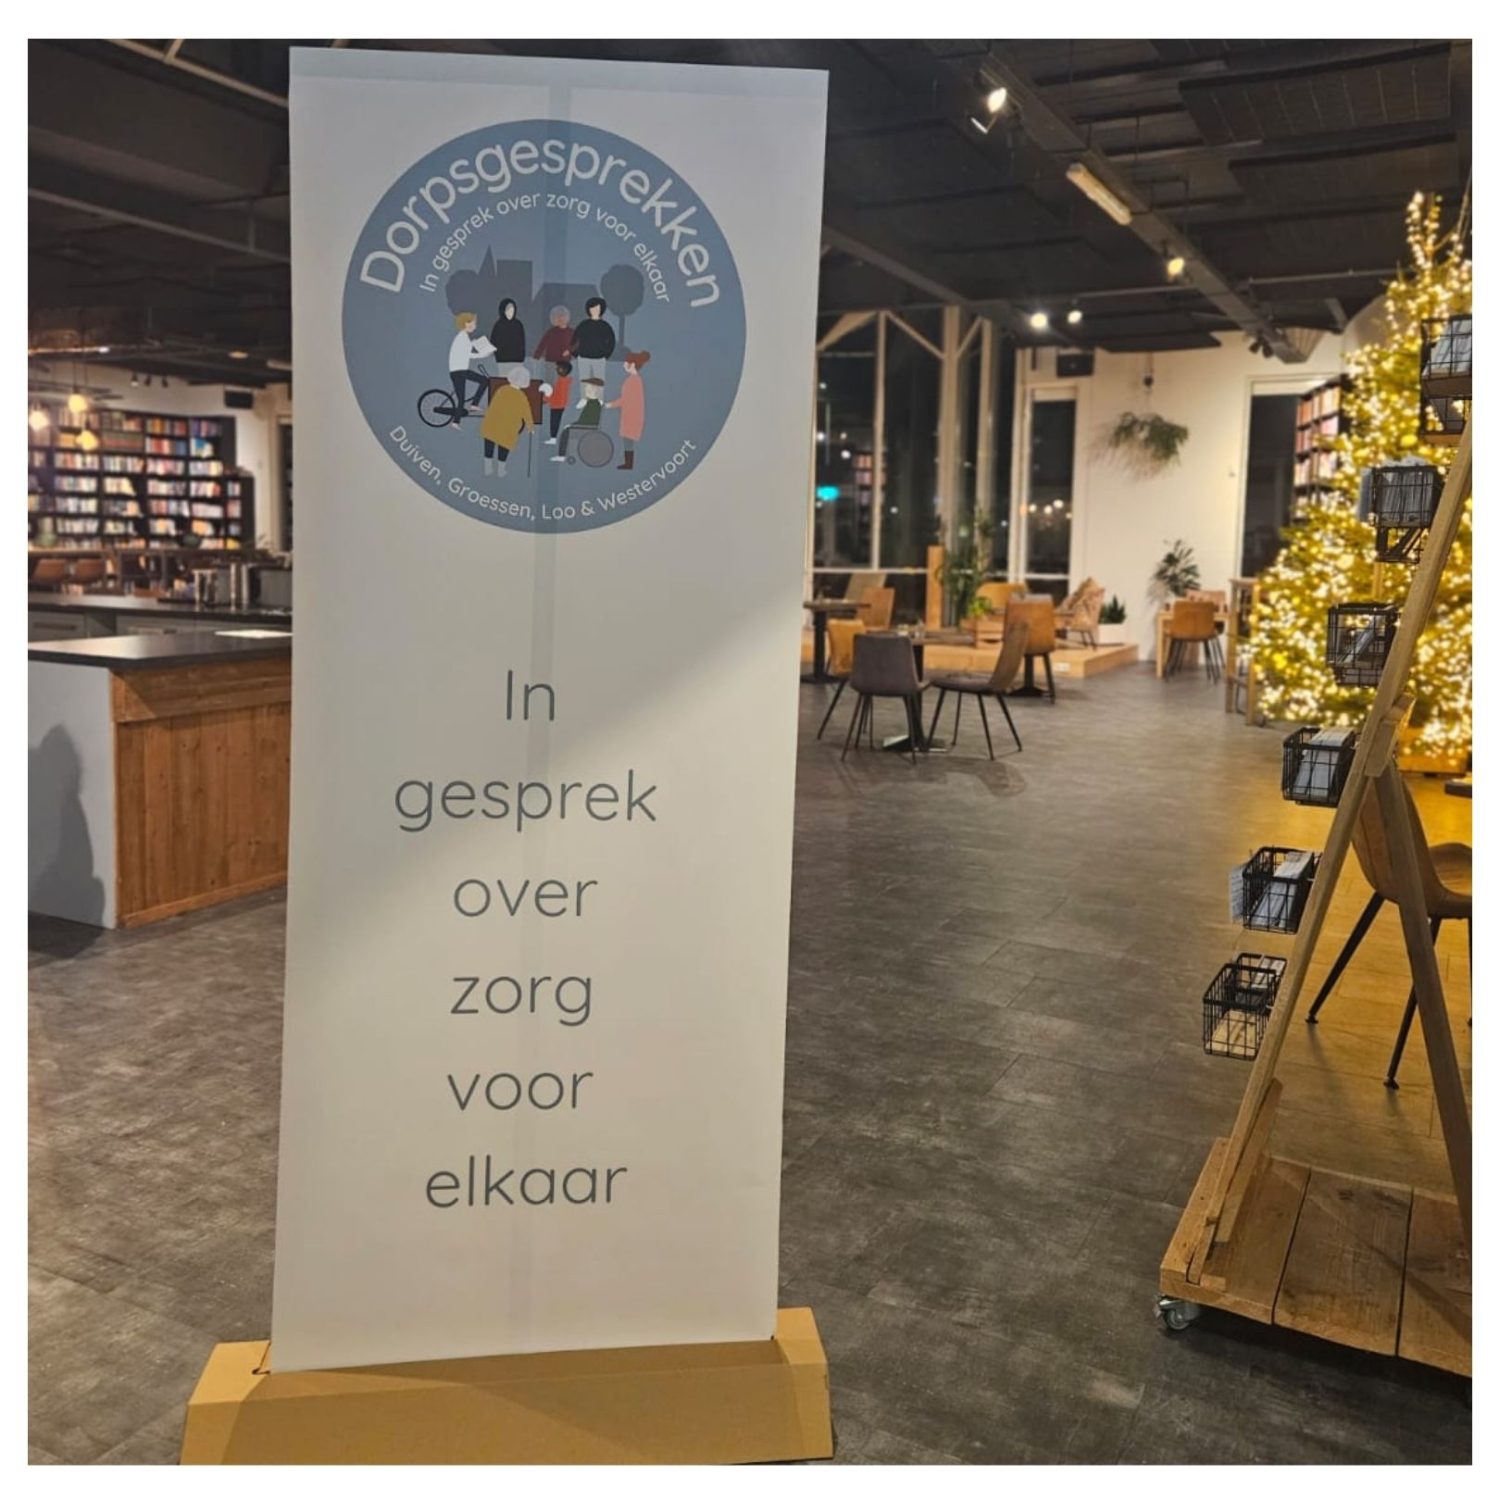 Dorpsgesprekken
In gesprek over zorg voor elkaar
Duiven, Groessen, Loo & Westervoort
In
gesprek
over
zorg
voor
elkaar